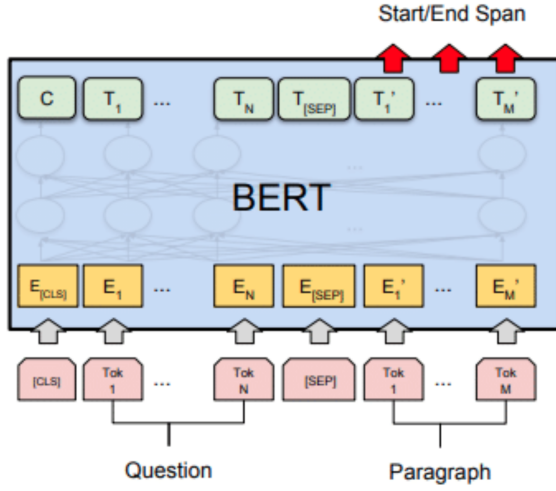 Start/End Span
C T1 ... TN T[SEP] T1' ... TM'
...
BERT
...
E[CLS] E1 ... EN E[SEP] E1' ... EM'
[CLS] Tok 1 ... Tok N [SEP] Tok 1 ... Tok M
Question Paragraph